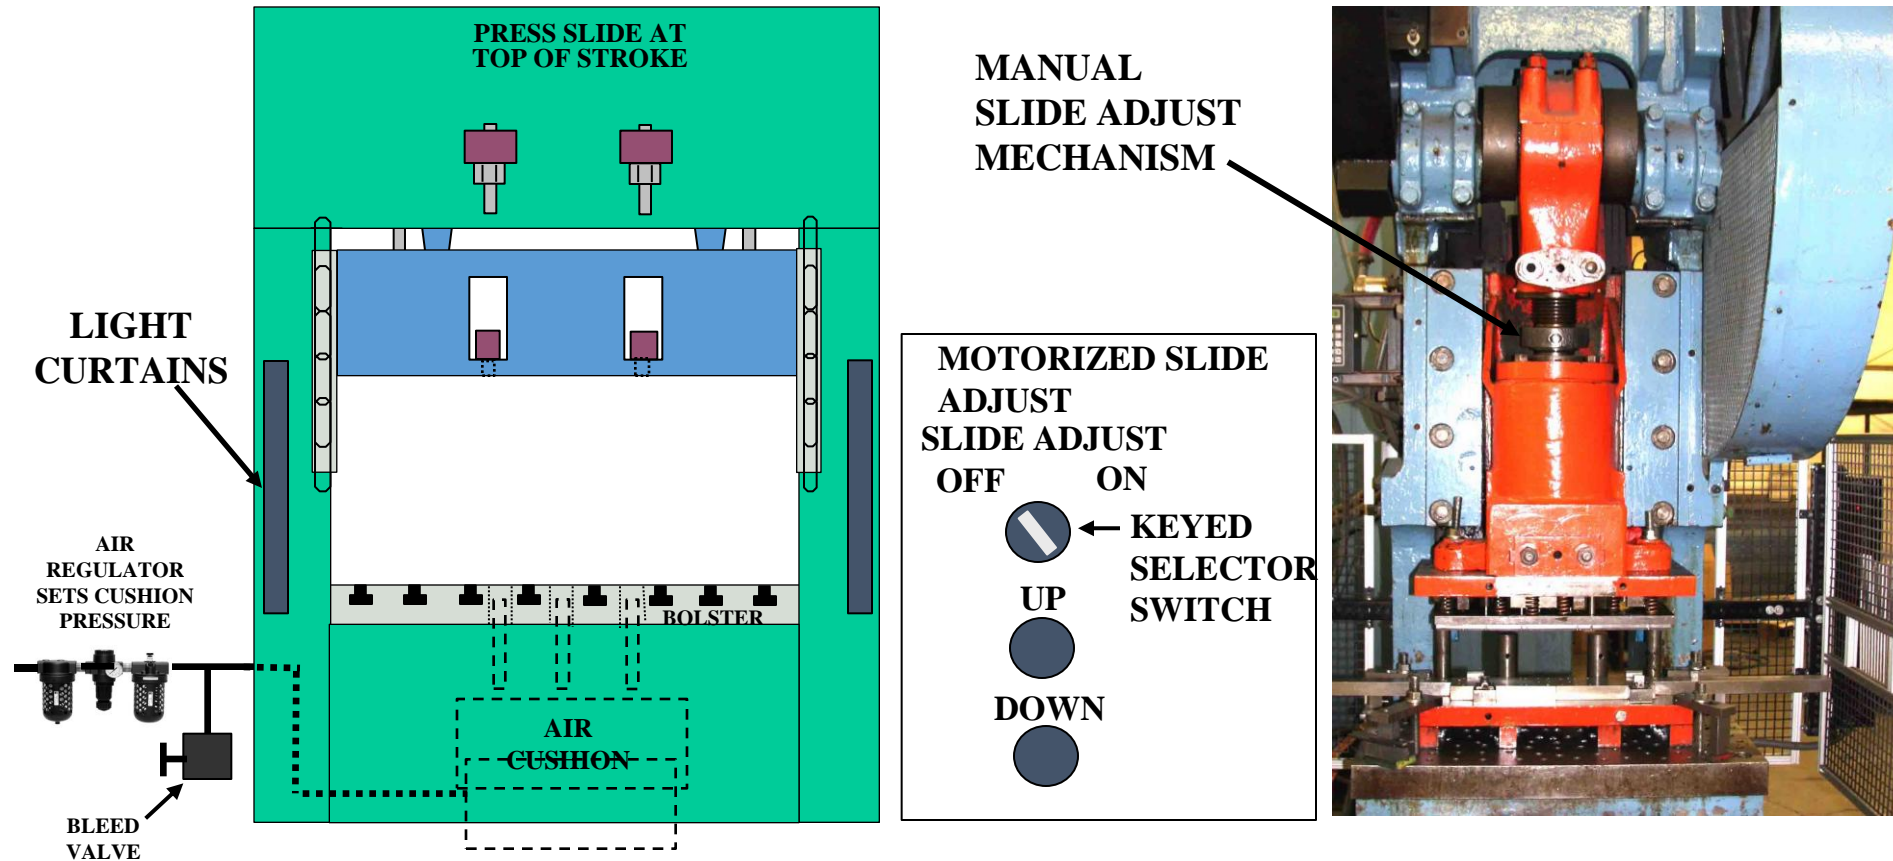 PRESS SLIDE AT
TOP OF STROKE
LIGHT
CURTAINS
AIR
REGULATOR
SETS CUSHION
PRESSURE
BLEED
VALVE
BOLSTER
AIR
CUSHION
MANUAL
SLIDE ADJUST
MECHANISM
MOTORIZED SLIDE
ADJUST
SLIDE ADJUST
OFF ON
KEYED
SELECTOR
SWITCH
UP
DOWN